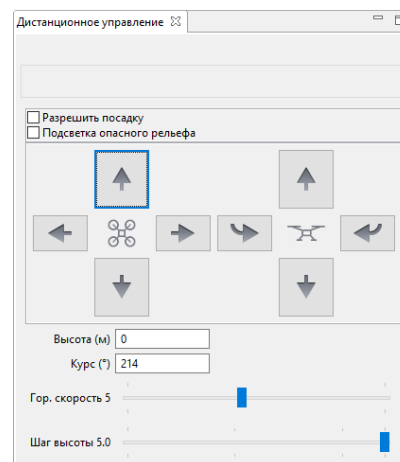 Дистанционное управление
Разрешить посадку
Подсветка опасного рельефа
Высота (м) 0
Курс (°) 214
Гор. скорость 5
Шаг высоты 5.0